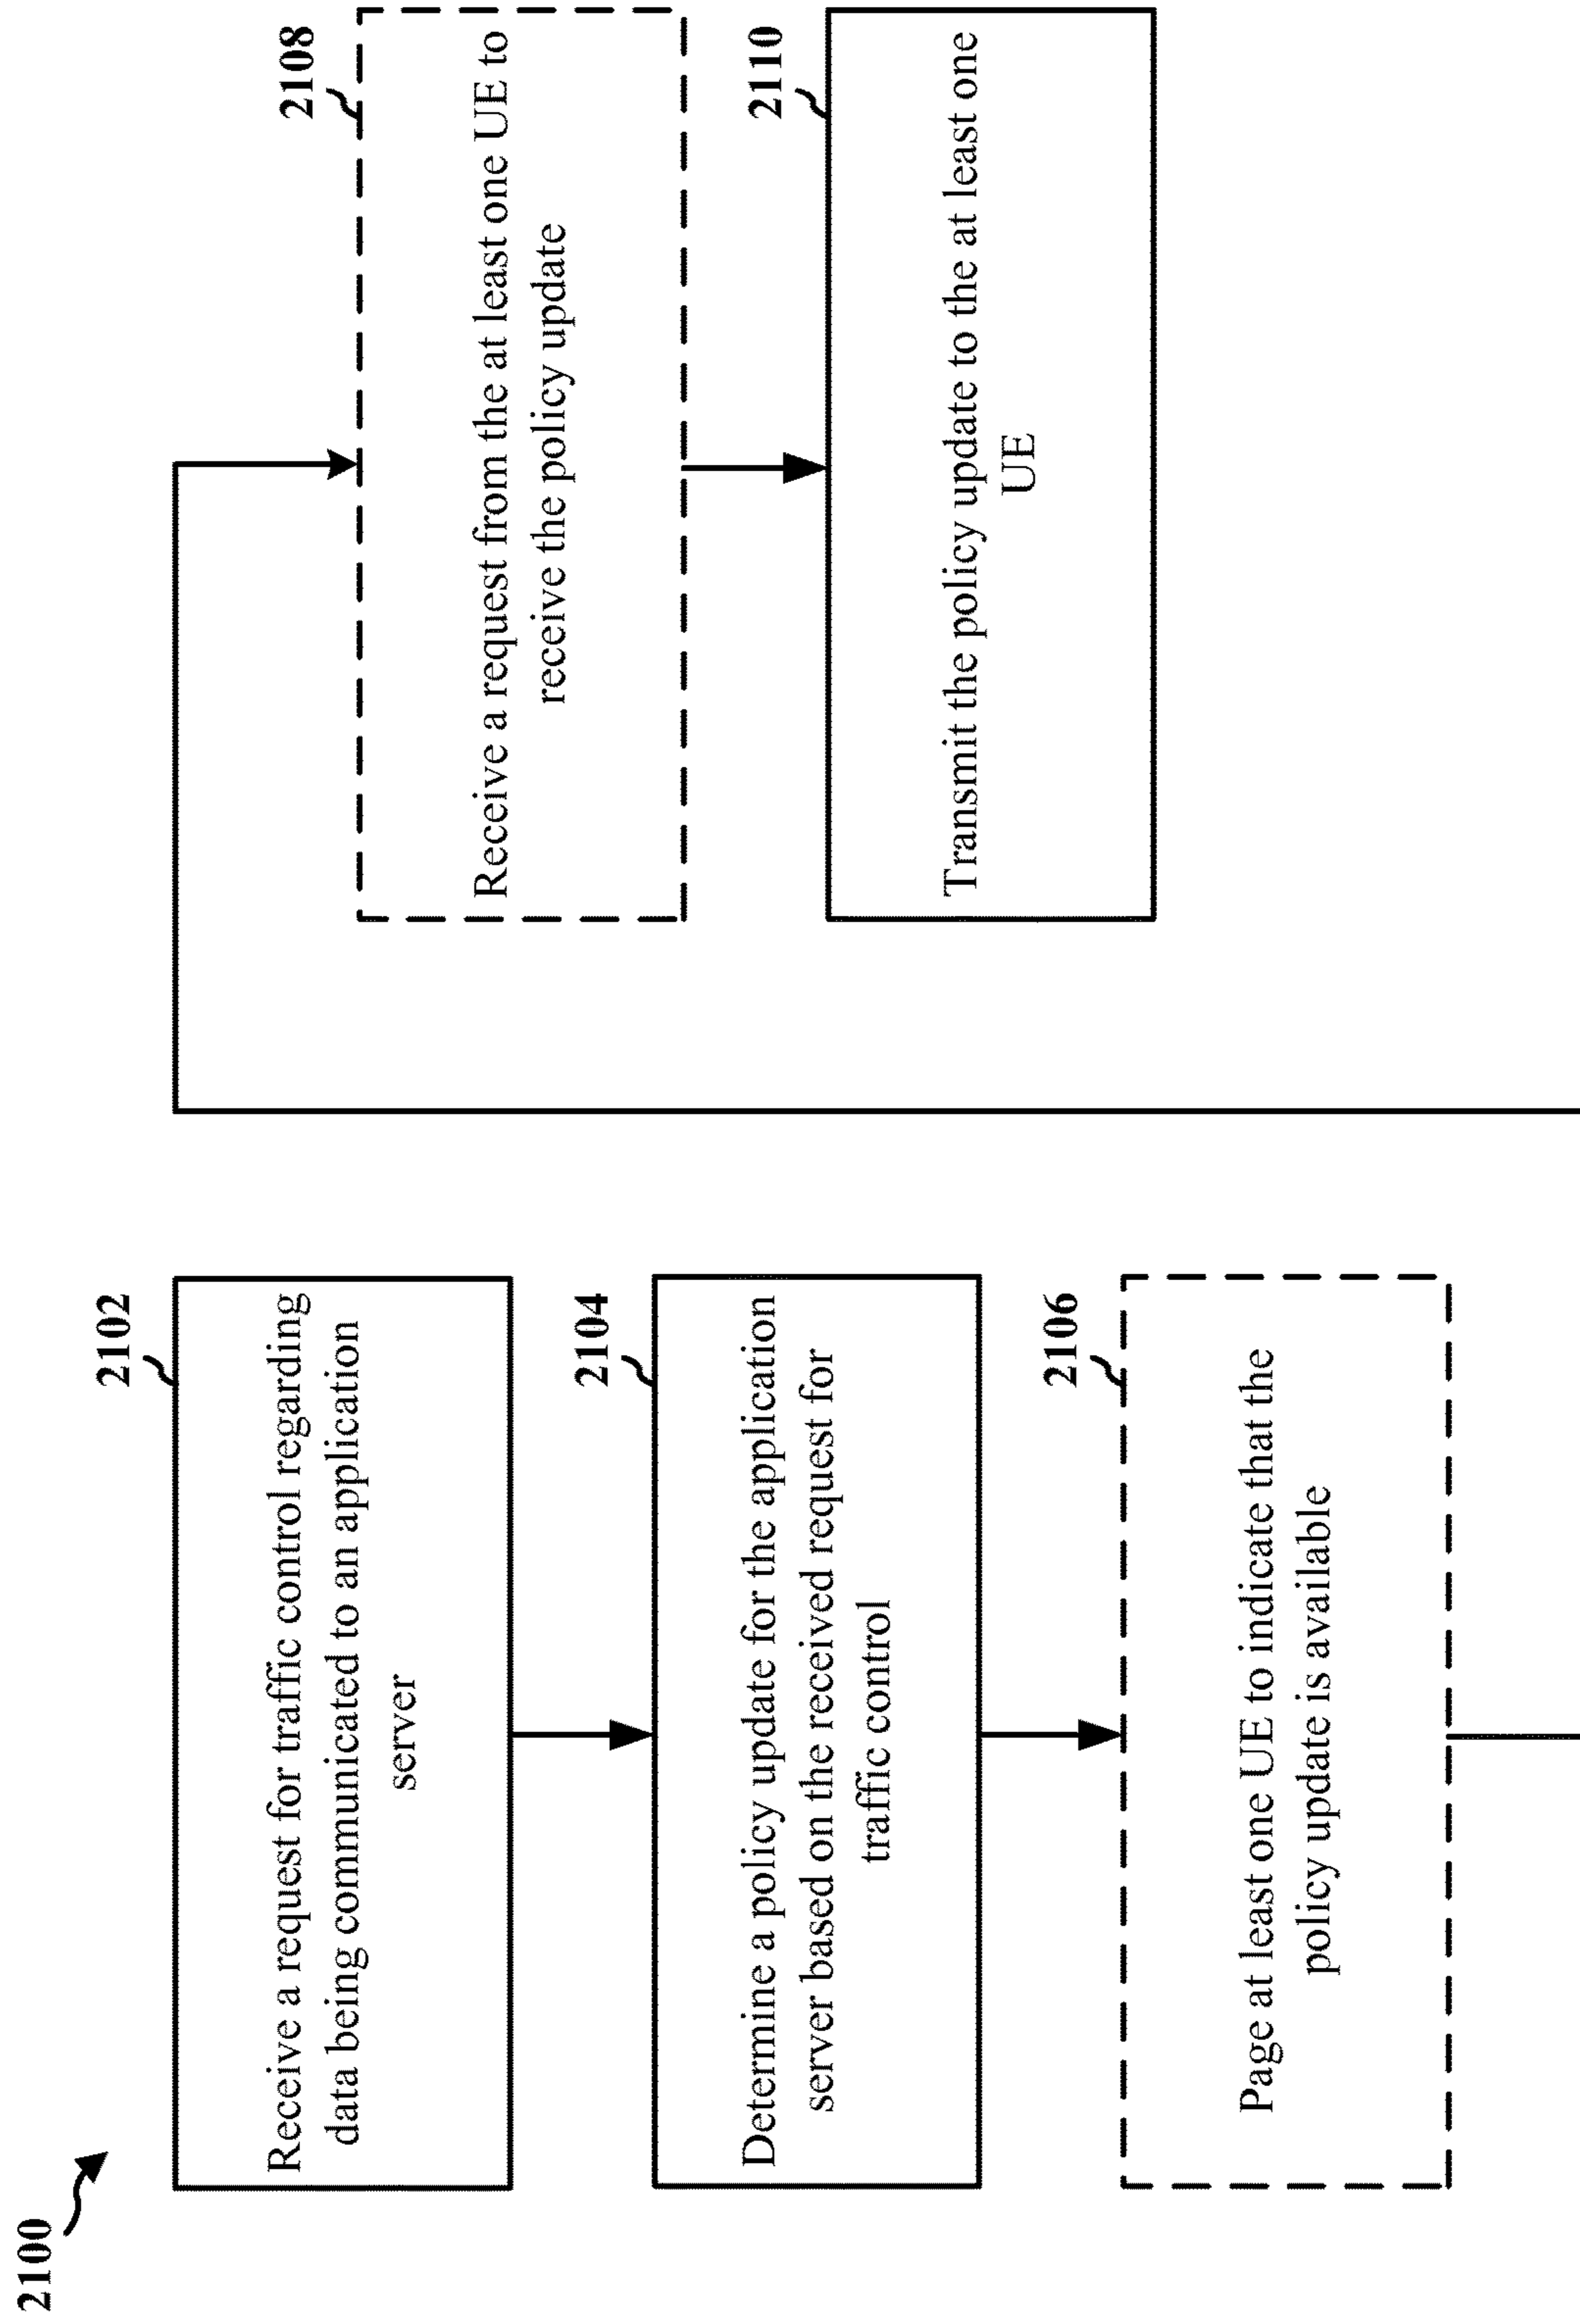 2100
2102
Receive a request for traffic control regarding
data being communicated to an application
server
2104
Determine a policy update for the application
server based on the received request for
traffic control
2106
Page at least one UE to indicate that the
policy update is available
2108
Receive a request from the at least one UE to
receive the policy update
2110
Transmit the policy update to the at least one
UE